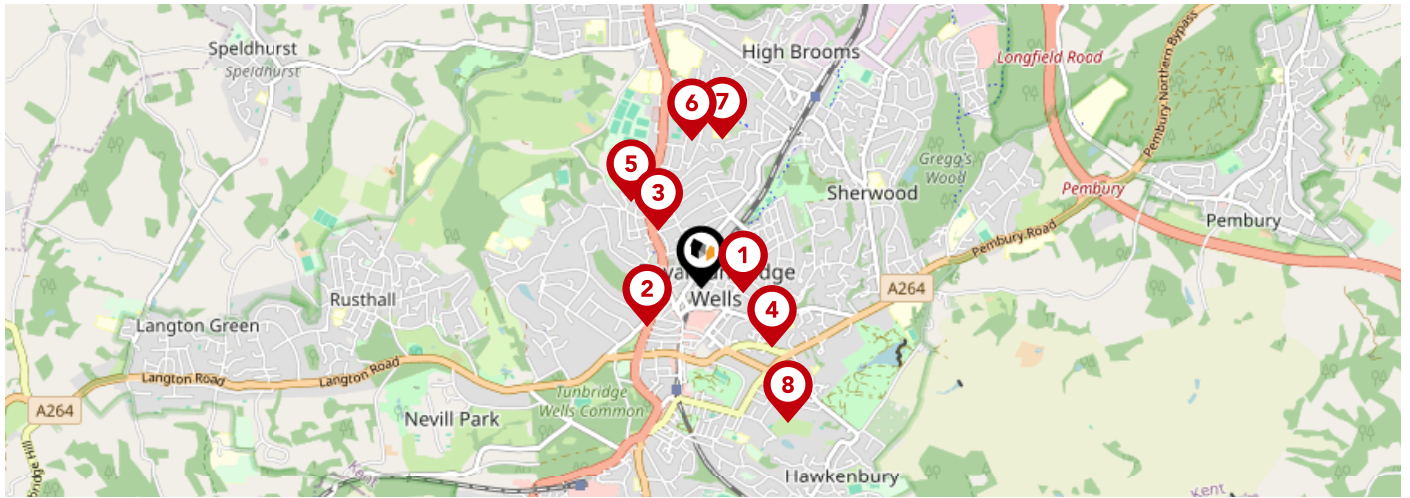 Speldhurst
Speldhurst
High Brooms
Longfield Road
Pembury Northern Bypass
6
7
5
3
Gregg's
Wood
Sherwood
Pembury
Pembury
Pembury Road
1
Wells
2
4
A264
Rusthall
Langton Green
Langton Road
Langton Road
A264
8
Tunbridge
Wells Common
Nevill Park
Hawkenbury
Kent
Kent